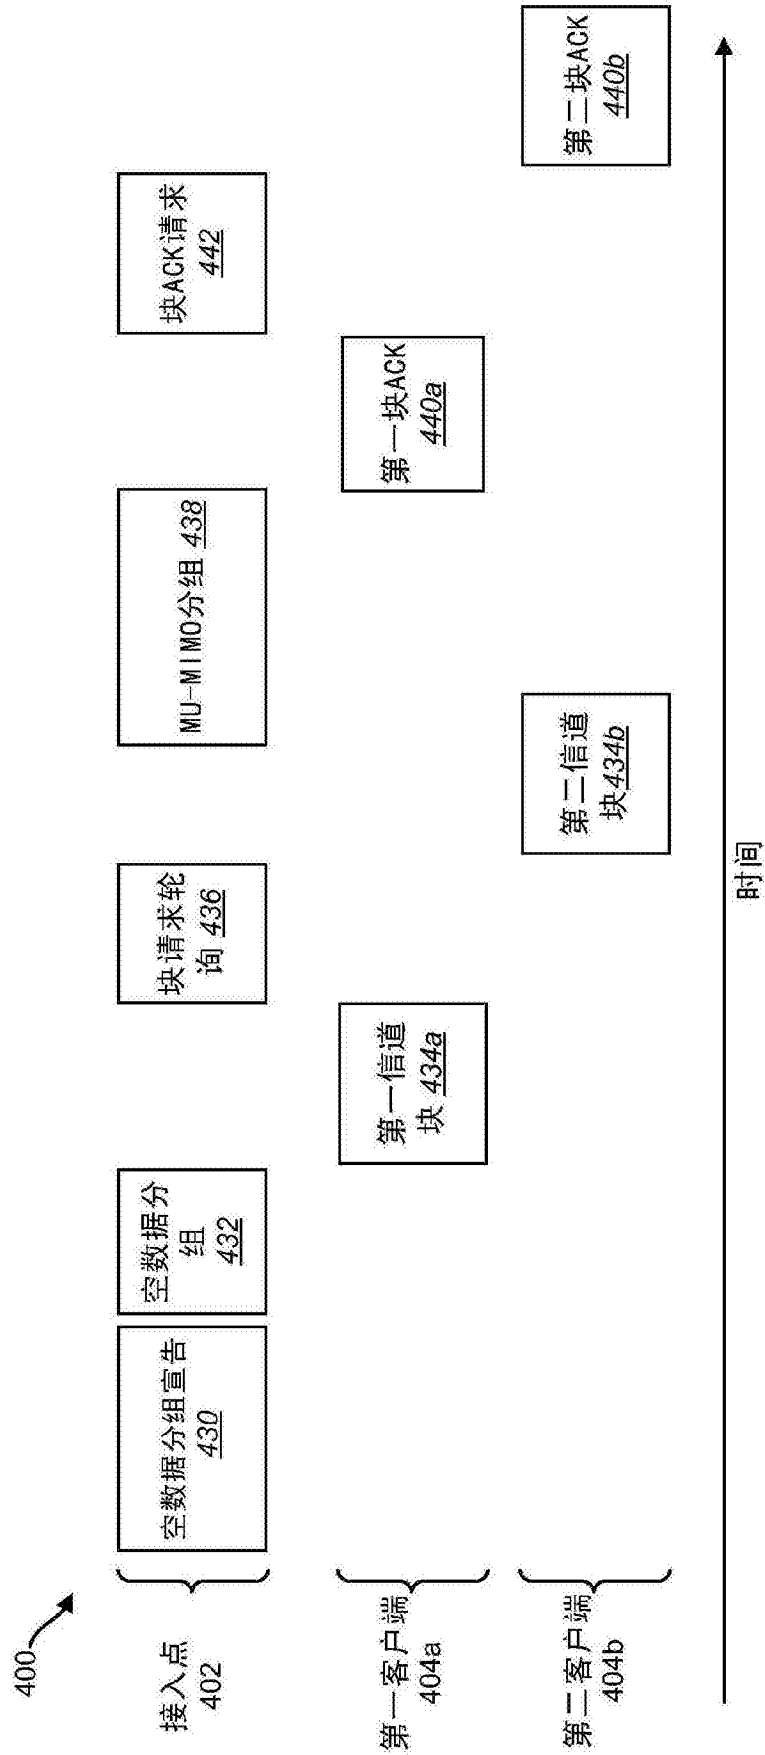 400
接入点
402
空数据分组宣告
430
空数据分
组
432
块请求轮
询 436
MU-MIMO分组 438
块ACK请求
442
第一客户端
404a
第一信道
块 434a
第一块ACK
440a
第二客户端
404b
第二信道
块434b
第二块ACK
440b
时间